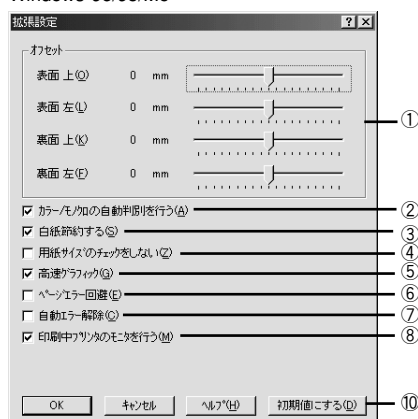 Windows 95/98/Me
拡張設定
オフセット
表面 上(O) 0 mm
表面 左(L) 0 mm
裏面 上(K) 0 mm
裏面 左(F) 0 mm
①
カラー/モノクロの自動判別を行う(A) ②
白紙節約する(S) ③
用紙サイズのチェックをしない(Z) ④
高速グラフィック(G) ⑤
ページエラー回避(E) ⑥
自動エラー解除(C) ⑦
印刷中プリンタのモニタを行う(M) ⑧
OK キャンセル ヘルプ(H) 初期値にする(D) ⑩